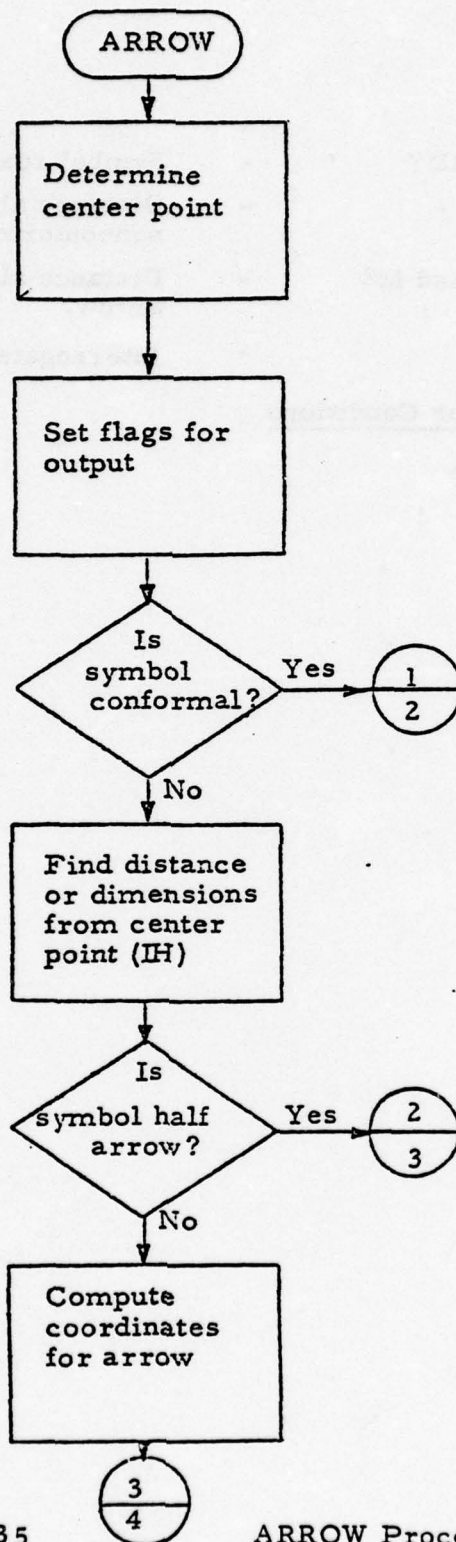 ARROW
Determine
center point
Set flags for
output
Is
symbol
conformal?
Yes
1
2
No
Find distance
or dimensions
from center
point (IH)
Is
symbol half
arrow?
Yes
2
3
No
Compute
coordinates
for arrow
3
4
35
ARROW